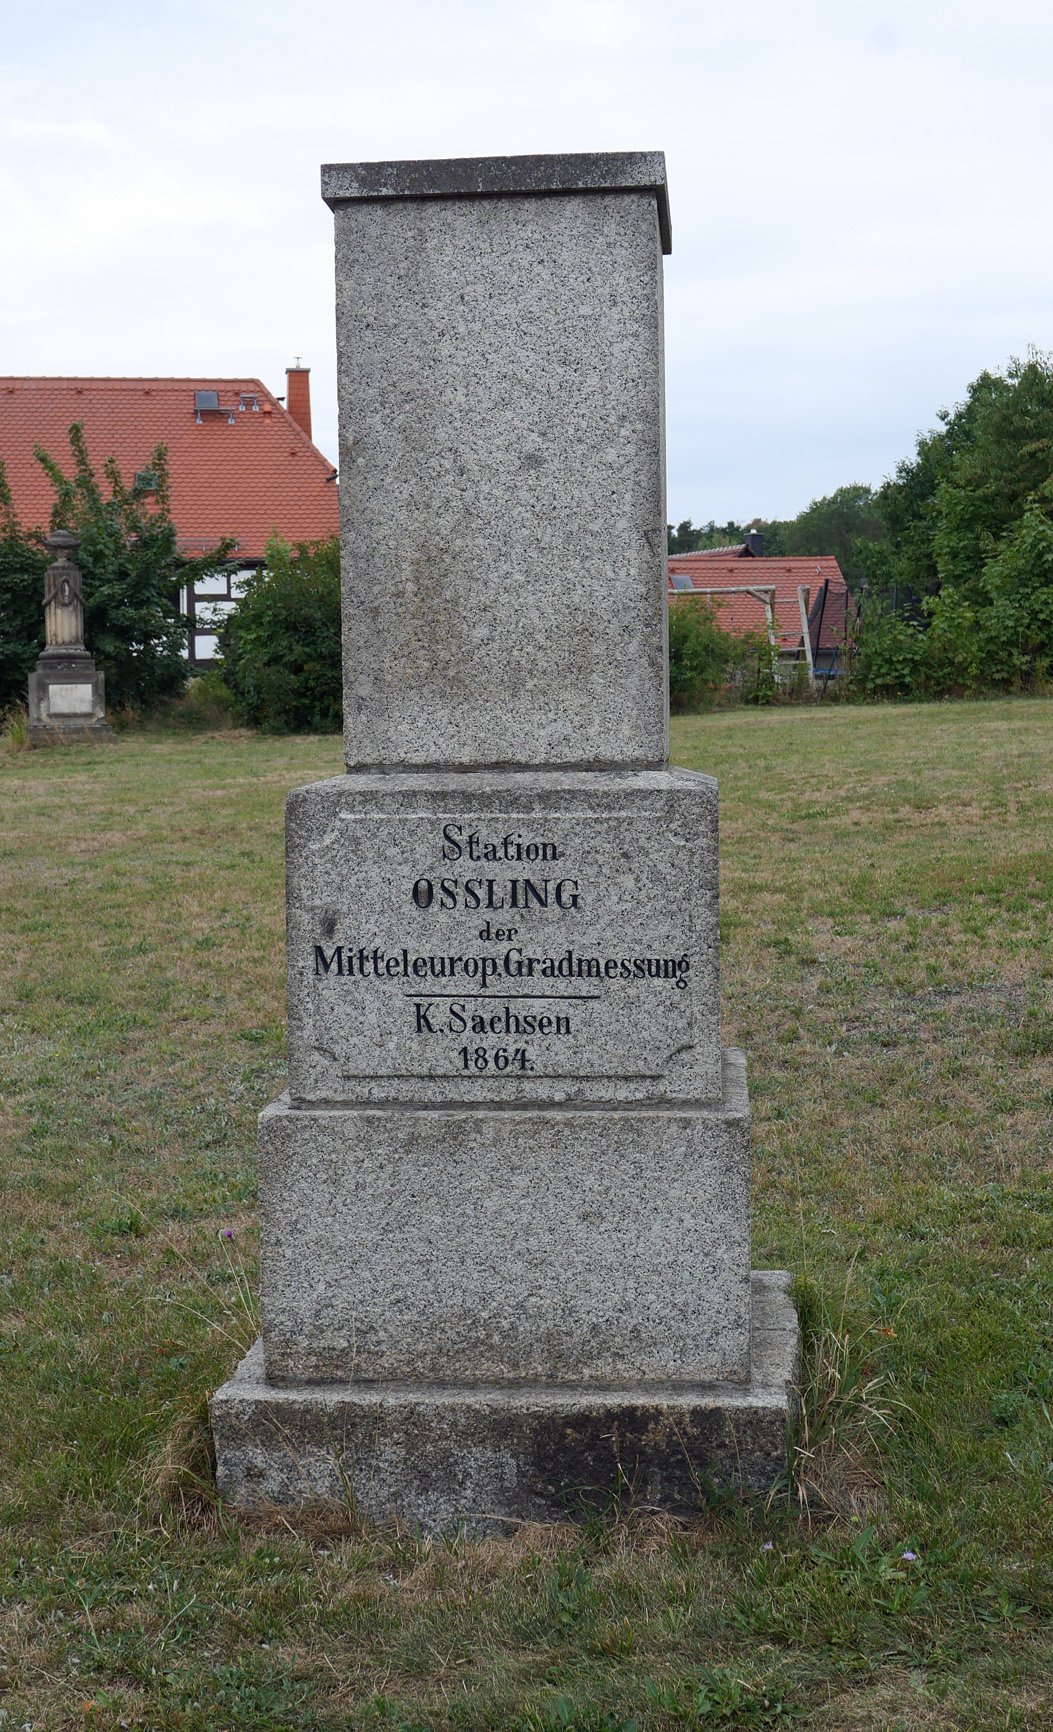 Station
OSSLING
der
Mitteleurop.Gradmessung
K.Sachsen
1864.